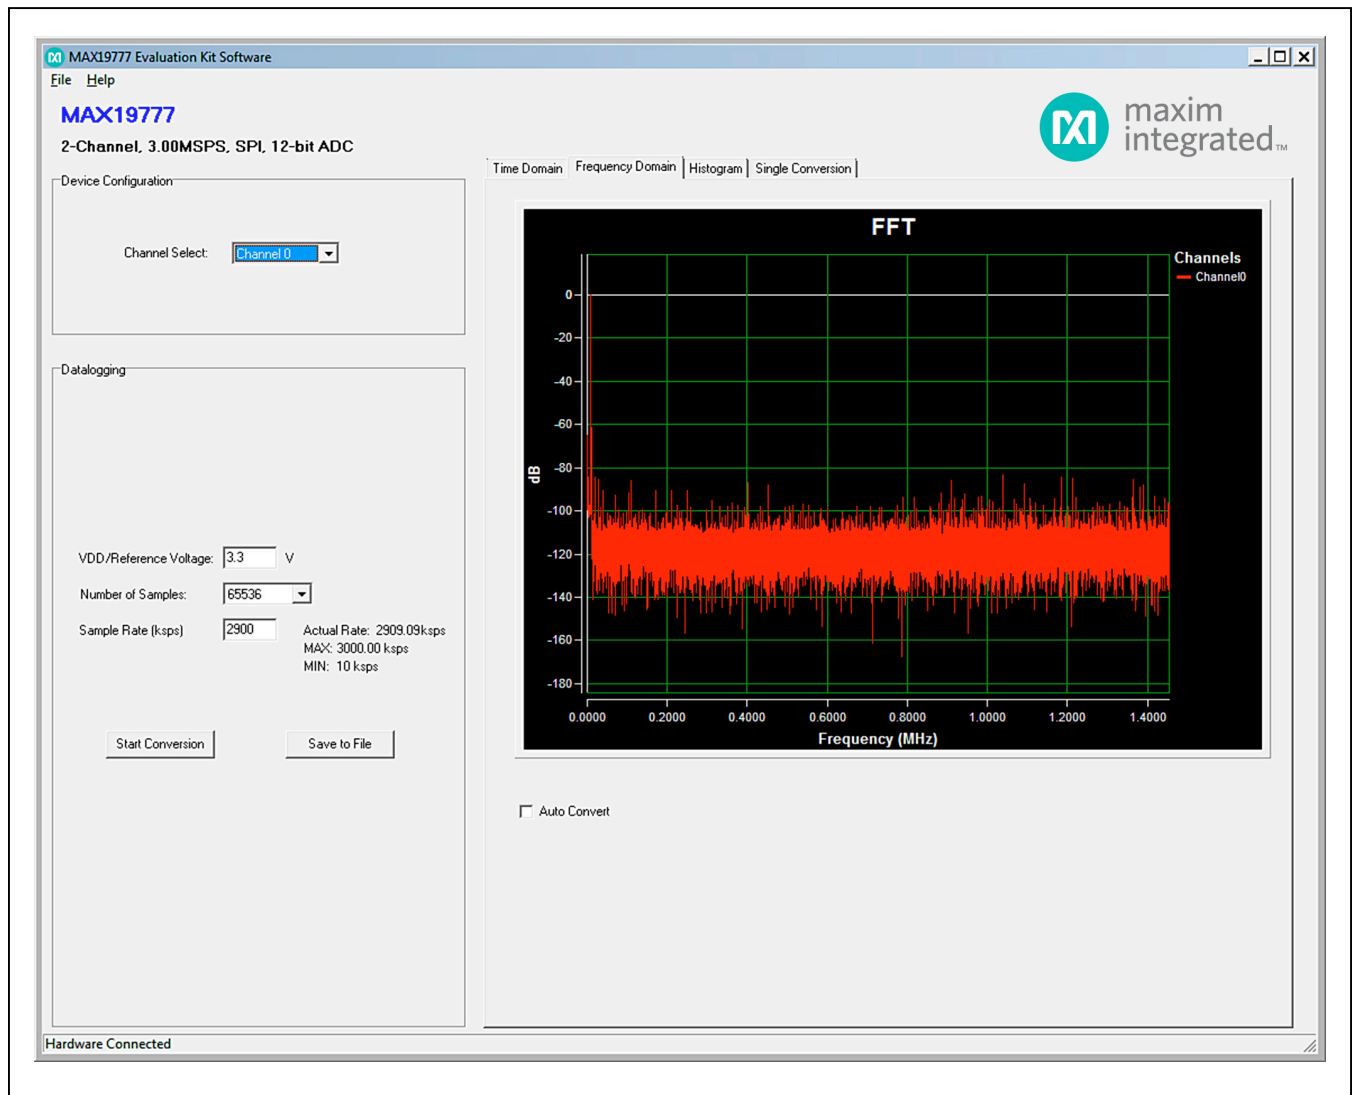 MAX19777 Evaluation Kit Software
File Help
MAX19777
2-Channel, 3.00MSPS, SPI, 12-bit ADC
maxim
integrated™
Device Configuration
Channel Select: Channel 0
Datalogging
VDD/Reference Voltage: 3.3 V
Number of Samples: 65536
Sample Rate (ksps) 2900 Actual Rate: 2909.09ksps
MAX: 3000.00 ksps
MIN: 10 ksps
Start Conversion Save to File
Time Domain Frequency Domain Histogram Single Conversion
FFT
Channels
Channel0
dB
0
-20
-40
-60
-80
-100
-120
-140
-160
-180
0.0000 0.2000 0.4000 0.6000 0.8000 1.0000 1.2000 1.4000
Frequency (MHz)
Auto Convert
Hardware Connected